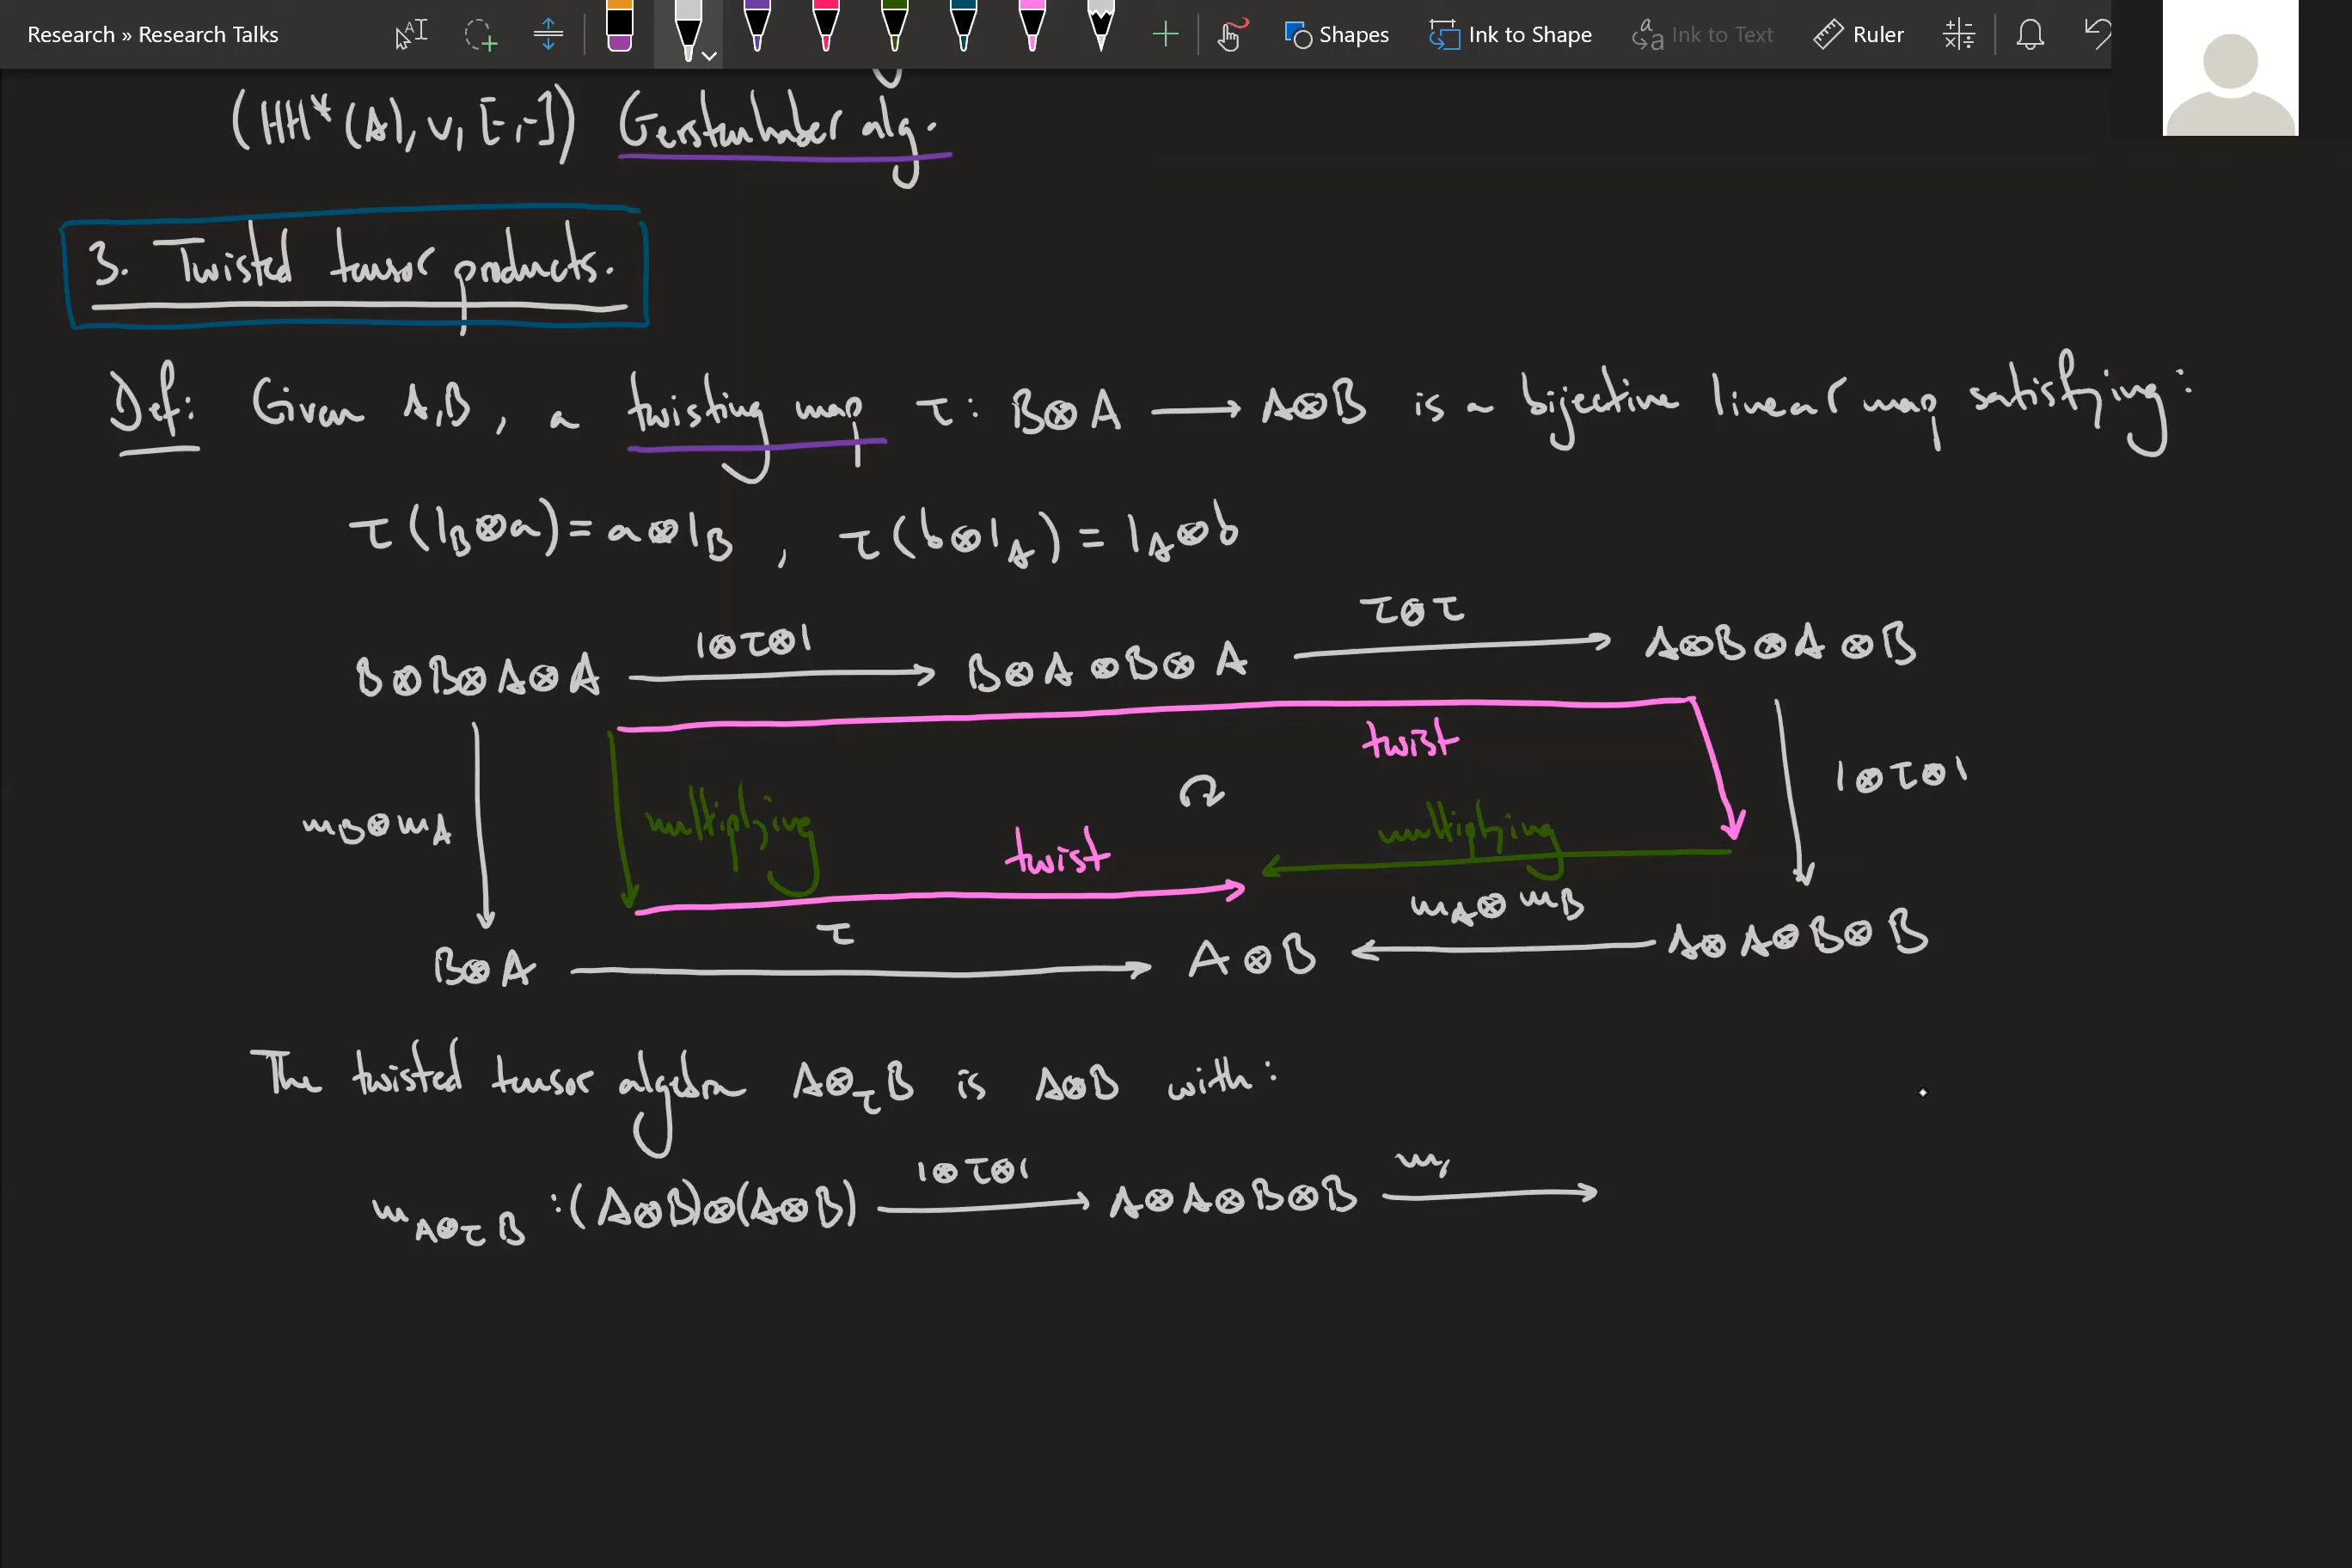 Research » Research Talks
Shapes
Ink to Shape
Ink to Text
Ruler
(HH*(A), ∪, [-,-]) Gerstenhaber alg.
3. Twisted tensor products.
Def: Given A, B, a twisting map τ: B⊗A → A⊗B is a bijective linear map satisfying:
τ(1_B⊗a) = a⊗1_B, τ(b⊗1_A) = 1_A⊗b
1⊗τ⊗1
τ⊗τ
B⊗B⊗A⊗A → B⊗A⊗B⊗A → A⊗B⊗A⊗B
twist
m_B⊗m_A
multiplying
multiplying
1⊗τ⊗1
twist
τ
m_A⊗m_B
B⊗A → A⊗B ← A⊗A⊗B⊗B
The twisted tensor algebra A⊗_τ B is A⊗B with:
1⊗τ⊗1
m
m_{A⊗_τ B} : (A⊗B)⊗(A⊗B) → A⊗A⊗B⊗B →